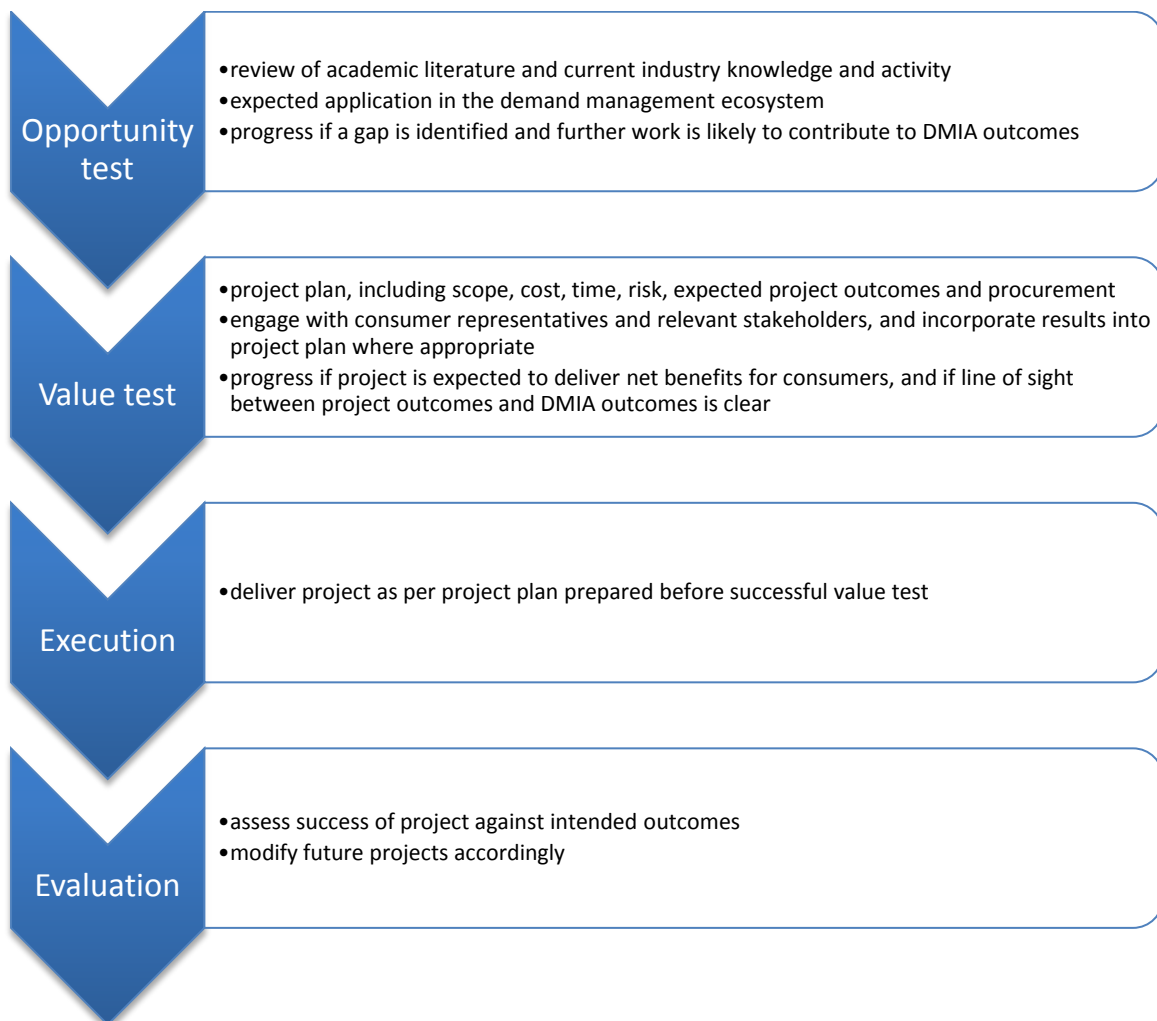 Opportunity
test
•review of academic literature and current industry knowledge and activity
•expected application in the demand management ecosystem
•progress if a gap is identified and further work is likely to contribute to DMIA outcomes
Value test
•project plan, including scope, cost, time, risk, expected project outcomes and procurement
•engage with consumer representatives and relevant stakeholders, and incorporate results into
project plan where appropriate
•progress if project is expected to deliver net benefits for consumers, and if line of sight
between project outcomes and DMIA outcomes is clear
Execution
•deliver project as per project plan prepared before successful value test
Evaluation
•assess success of project against intended outcomes
•modify future projects accordingly